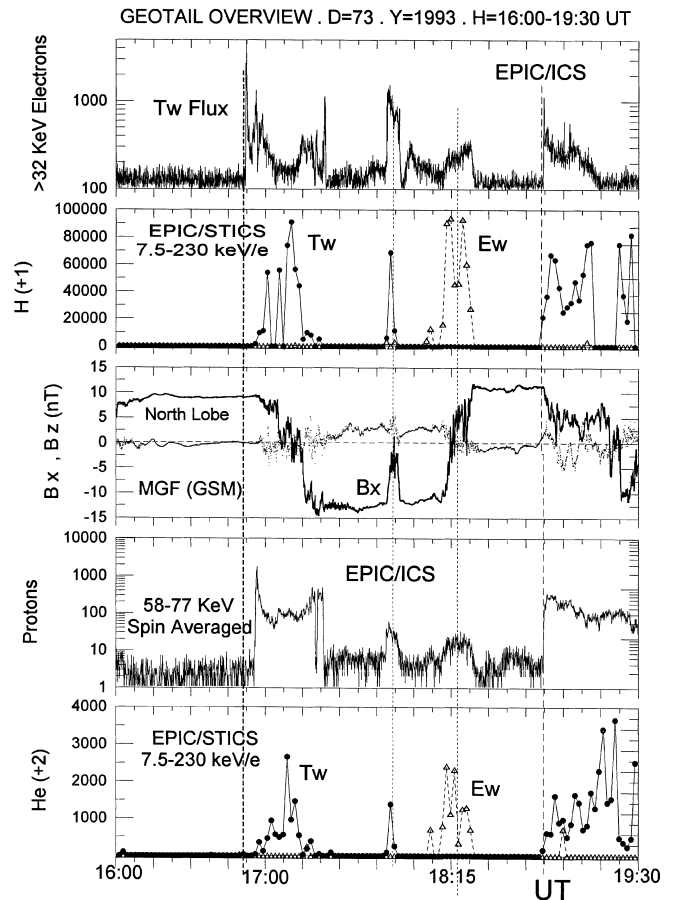 GEOTAIL OVERVIEW . D=73 . Y=1993 . H=16:00-19:30 UT
>32 KeV Electrons
1000
100
Tw Flux
EPIC/ICS
H (+1)
100000
80000
60000
40000
20000
0
EPIC/STICS
7.5-230 keV/e
Tw
Ew
Bx , Bz (nT)
15
10
5
0
-5
-10
-15
North Lobe
MGF (GSM)
Bx
Protons
10000
1000
100
10
1
EPIC/ICS
58-77 KeV
Spin Averaged
He (+2)
4000
3000
2000
1000
EPIC/STICS
7.5-230 keV/e
Tw
Ew
16:00
17:00
18:15
19:30
UT